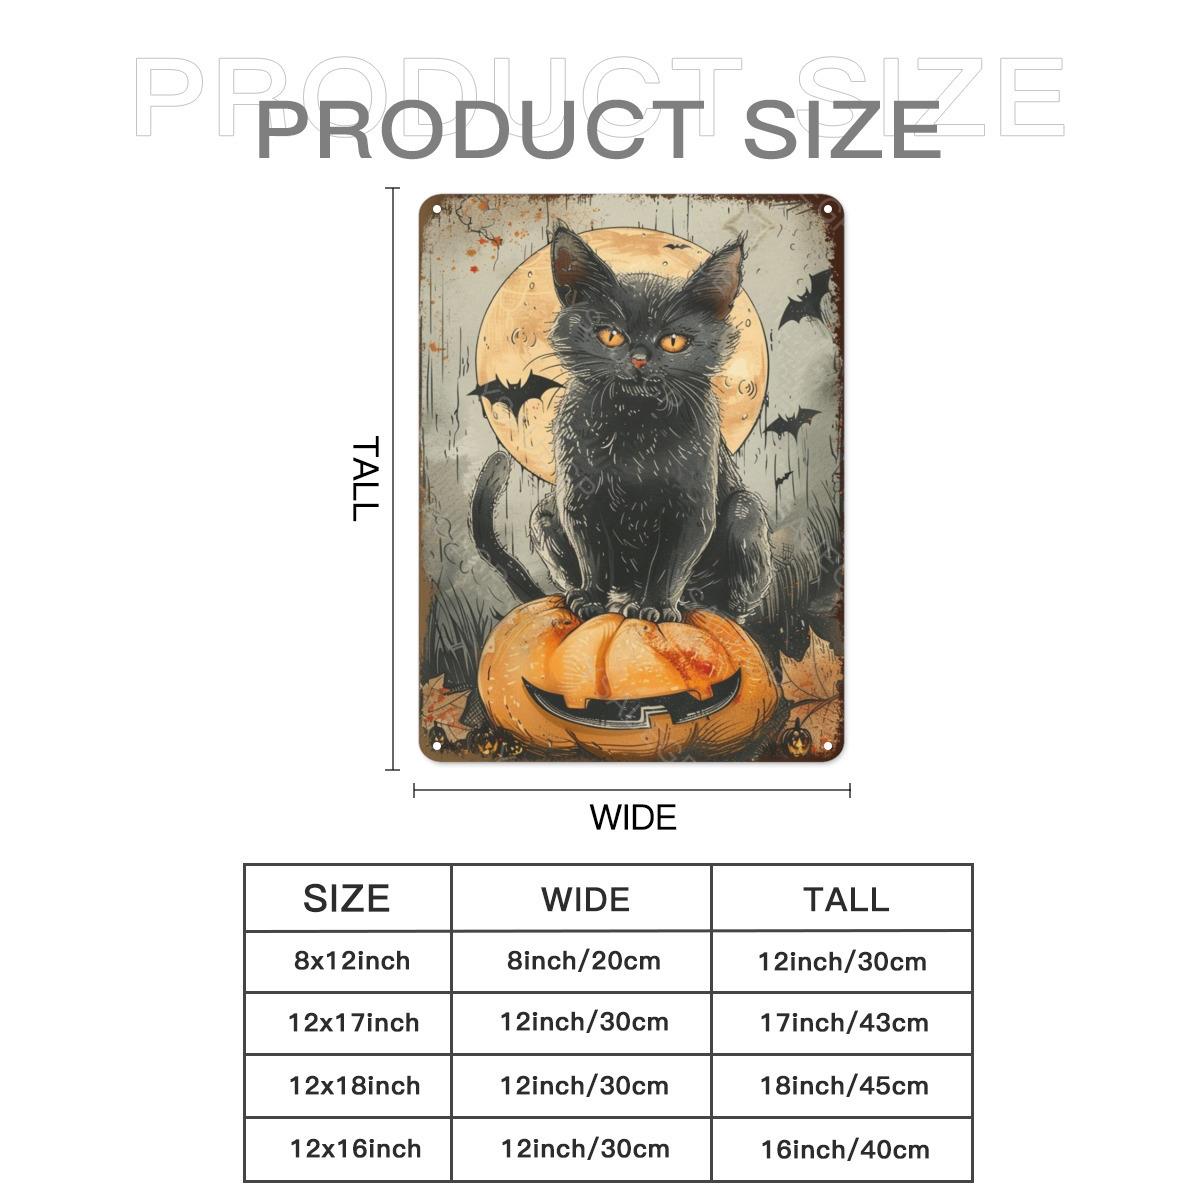 PRODUCT SIZE
PRODUCT SIZE
TALL
WIDE
SIZE WIDE TALL
8x12inch 8inch/20cm 12inch/30cm
12x17inch 12inch/30cm 17inch/43cm
12x18inch 12inch/30cm 18inch/45cm
12x16inch 12inch/30cm 16inch/40cm